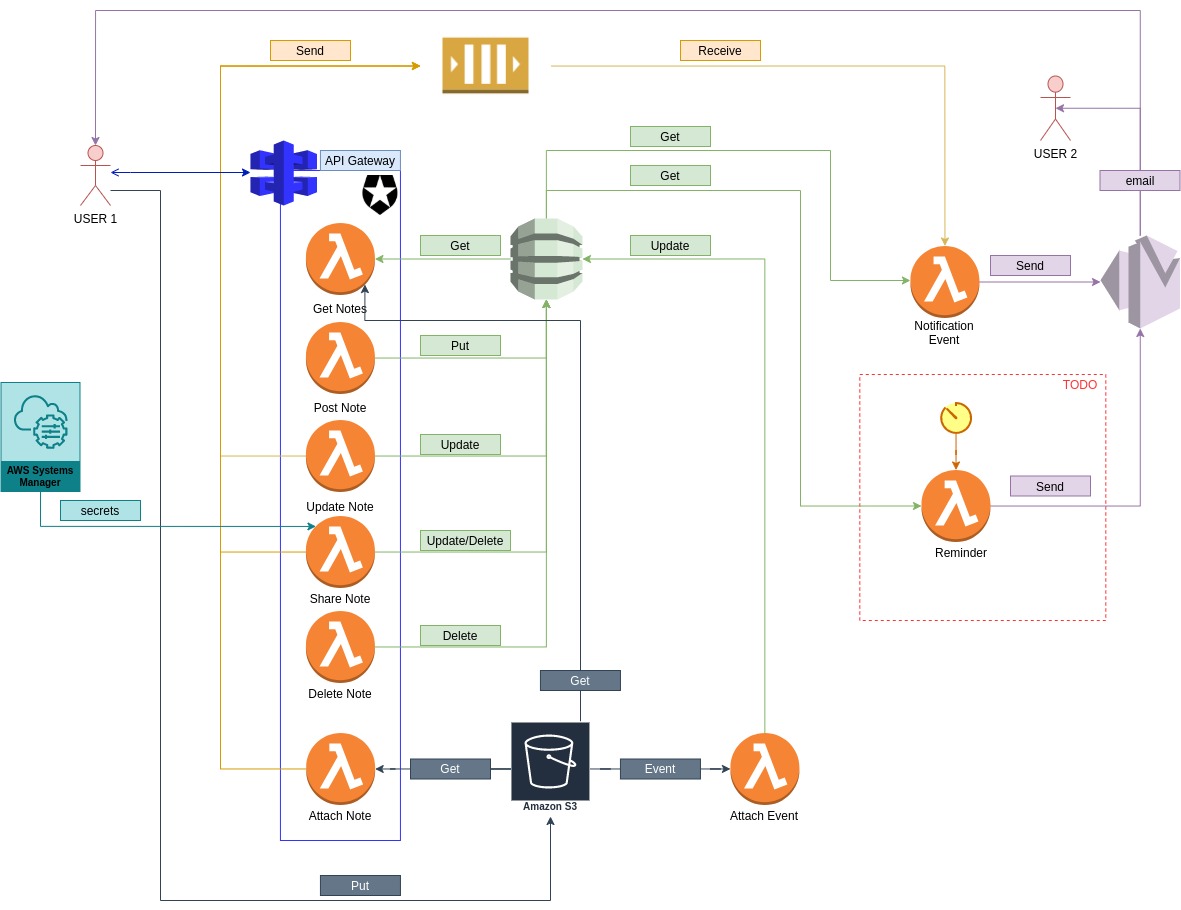 Send
Receive
Get
USER 2
API Gateway
Get
email
USER 1
Get
Update
Send
Get Notes
Notification
Event
Put
TODO
Post Note
Update
AWS Systems
Manager
Send
secrets
Update Note
Update/Delete
Reminder
Share Note
Delete
Get
Delete Note
Get
Event
Amazon S3
Attach Note
Attach Event
Put